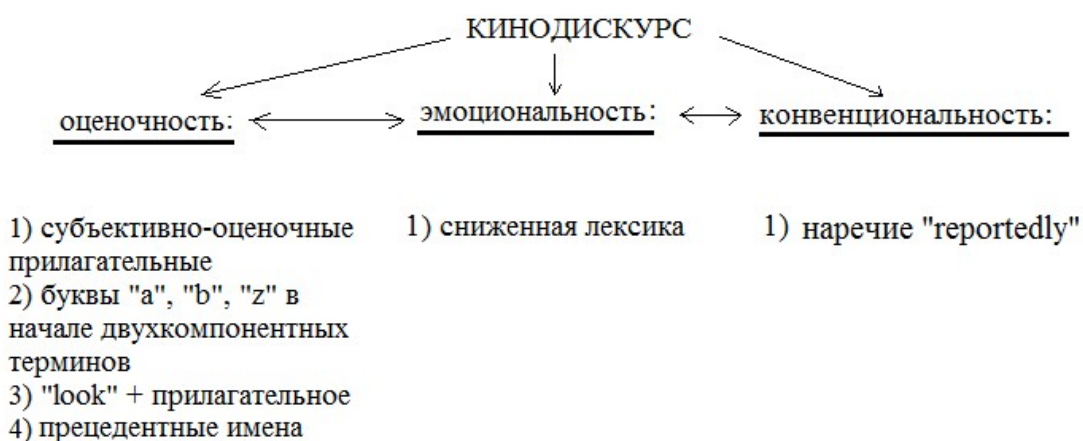 КИНОДИСКУРС
оценочность:
эмоциональность:
конвенциональность:
1) субъективно-оценочные
прилагательные
2) буквы "a", "b", "z" в
начале двухкомпонентных
терминов
3) "look" + прилагательное
4) прецедентные имена
1) сниженная лексика
1) наречие "reportedly"